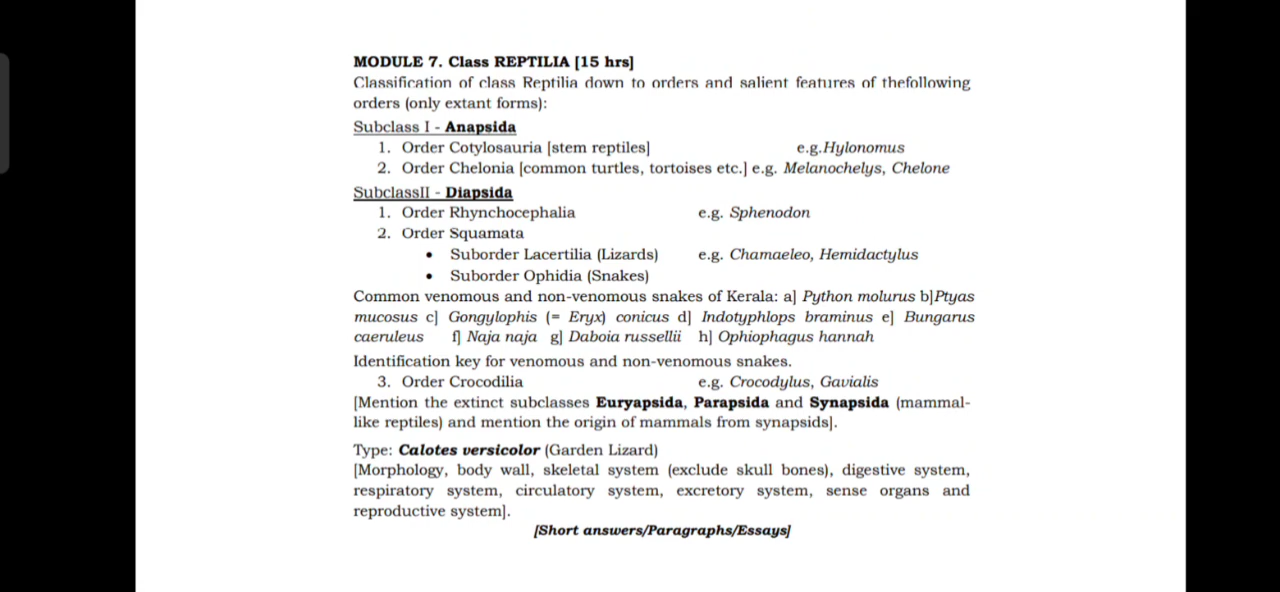 MODULE 7. Class REPTILIA [15 hrs]
Classification of class Reptilia down to orders and salient features of thefollowing
orders (only extant forms):
Subclass I - Anapsida
1. Order Cotylosauria [stem reptiles] e.g.Hylonomus
2. Order Chelonia [common turtles, tortoises etc.] e.g. Melanochelys, Chelone
SubclassII - Diapsida
1. Order Rhynchocephalia e.g. Sphenodon
2. Order Squamata
• Suborder Lacertilia (Lizards) e.g. Chamaeleo, Hemidactylus
• Suborder Ophidia (Snakes)
Common venomous and non-venomous snakes of Kerala: a] Python molurus b]Ptyas
mucosus c] Gongylophis (= Eryx) conicus d] Indotyphlops braminus e] Bungarus
caeruleus f] Naja naja g] Daboia russellii h] Ophiophagus hannah
Identification key for venomous and non-venomous snakes.
3. Order Crocodilia e.g. Crocodylus, Gavialis
[Mention the extinct subclasses Euryapsida, Parapsida and Synapsida (mammal-
like reptiles) and mention the origin of mammals from synapsids].
Type: Calotes versicolor (Garden Lizard)
[Morphology, body wall, skeletal system (exclude skull bones), digestive system,
respiratory system, circulatory system, excretory system, sense organs and
reproductive system].
[Short answers/Paragraphs/Essays]